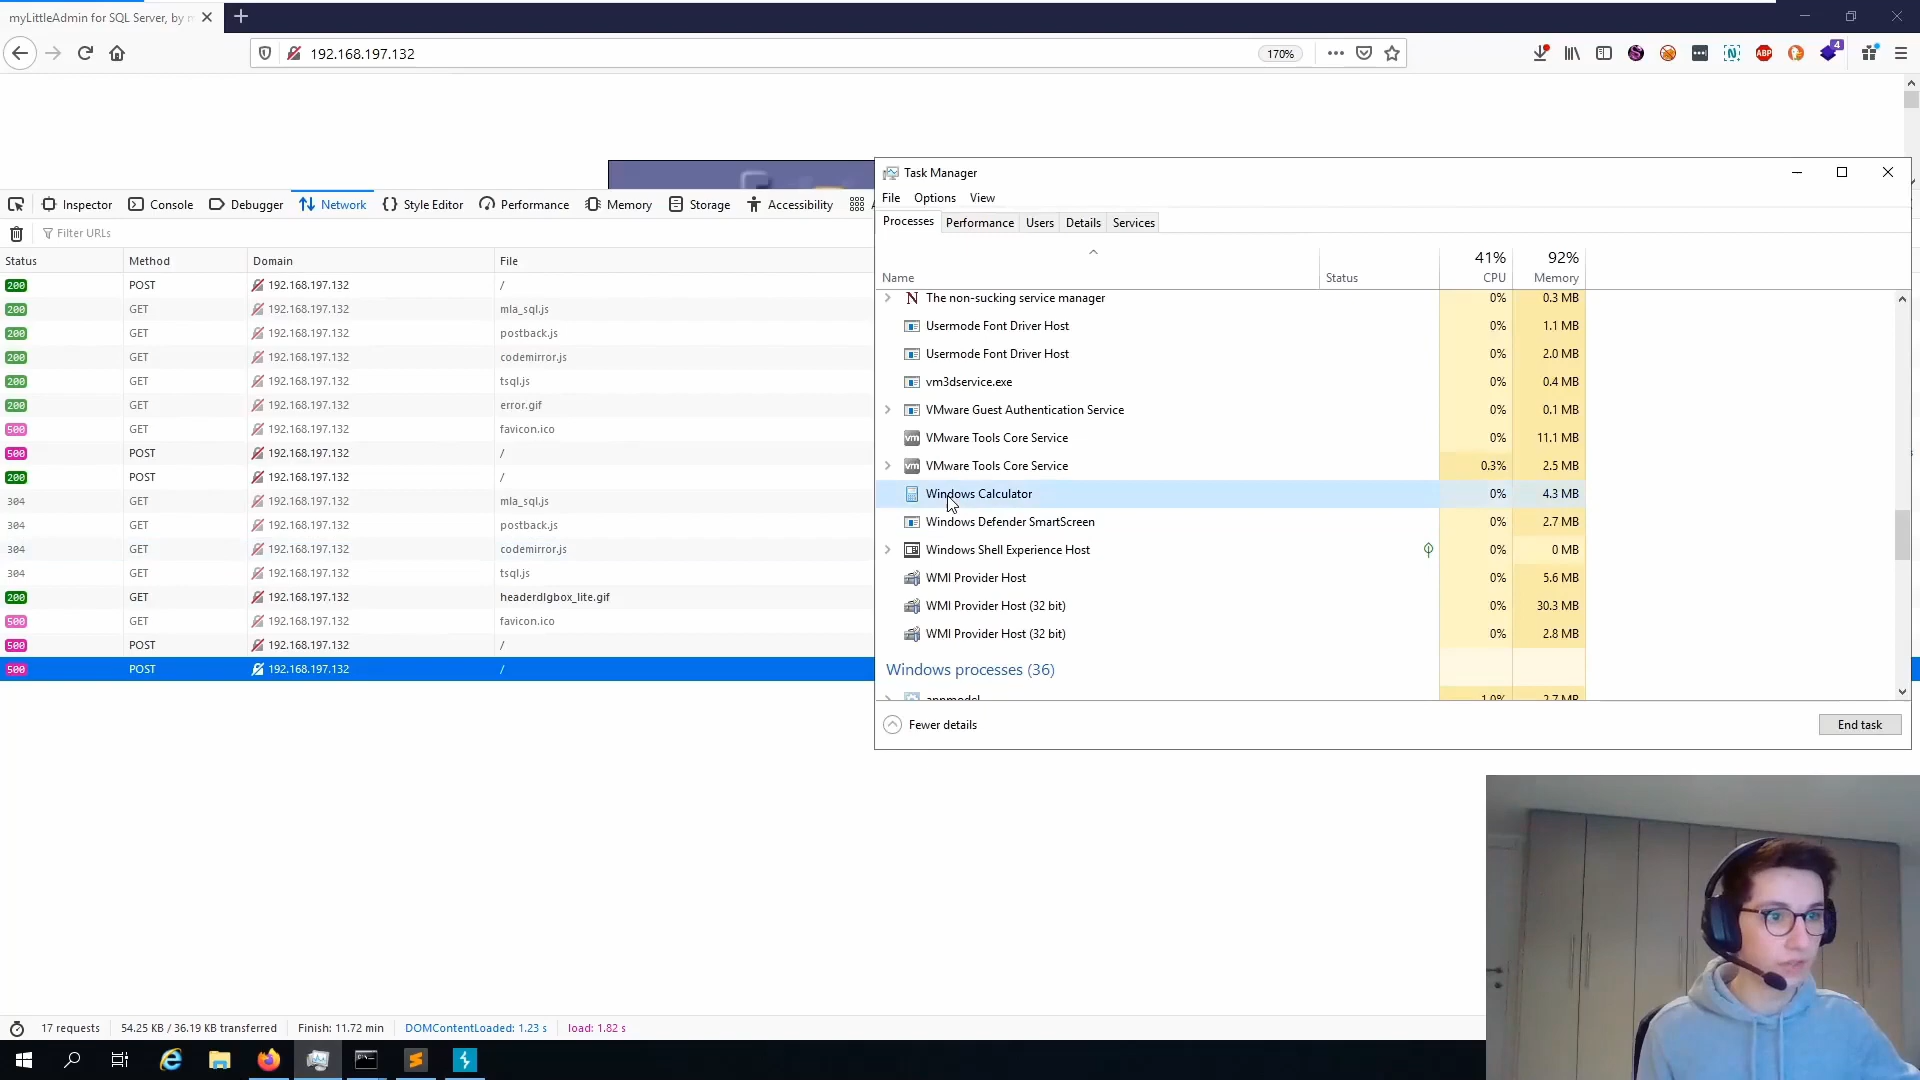 myLittleAdmin for SQL Server, by m
192.168.197.132
170%
ABP
4
Task Manager
File Options View
Processes Performance Users Details Services
Inspector Console Debugger Network Style Editor Performance Memory Storage Accessibility
Filter URLs
Status Method Domain File
200 POST 192.168.197.132 /
200 GET 192.168.197.132 mla_sql.js
200 GET 192.168.197.132 postback.js
200 GET 192.168.197.132 codemirror.js
200 GET 192.168.197.132 tsql.js
200 GET 192.168.197.132 error.gif
500 GET 192.168.197.132 favicon.ico
500 POST 192.168.197.132 /
200 POST 192.168.197.132 /
304 GET 192.168.197.132 mla_sql.js
304 GET 192.168.197.132 postback.js
304 GET 192.168.197.132 codemirror.js
304 GET 192.168.197.132 tsql.js
200 GET 192.168.197.132 headerdlgbox_lite.gif
500 GET 192.168.197.132 favicon.ico
500 POST 192.168.197.132 /
500 POST 192.168.197.132 /
41% 92%
Name Status CPU Memory
The non-sucking service manager 0% 0.3 MB
Usermode Font Driver Host 0% 1.1 MB
Usermode Font Driver Host 0% 2.0 MB
vm3dservice.exe 0% 0.4 MB
VMware Guest Authentication Service 0% 0.1 MB
VMware Tools Core Service 0% 11.1 MB
VMware Tools Core Service 0.3% 2.5 MB
Windows Calculator 0% 4.3 MB
Windows Defender SmartScreen 0% 2.7 MB
Windows Shell Experience Host 0% 0 MB
WMI Provider Host 0% 5.6 MB
WMI Provider Host (32 bit) 0% 30.3 MB
WMI Provider Host (32 bit) 0% 2.8 MB
Windows processes (36)
appmodel 1.0% 2.7 MB
Fewer details End task
17 requests 54.25 KB / 36.19 KB transferred Finish: 11.72 min DOMContentLoaded: 1.23 s load: 1.82 s